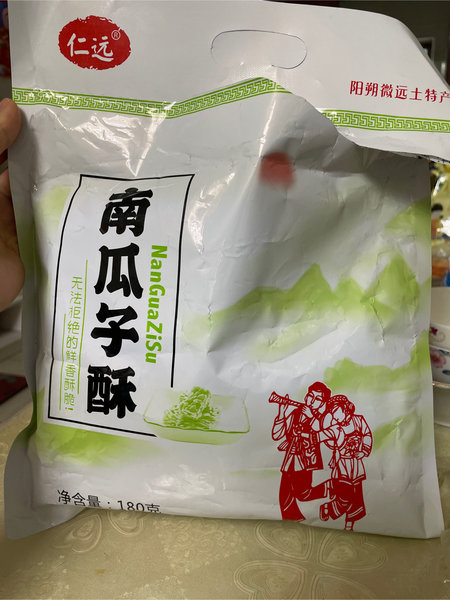 仁远®
阳朔微远土特产
南瓜子酥
NanGuaZiSu
无法拒绝的鲜香酥脆!
净含量：180克